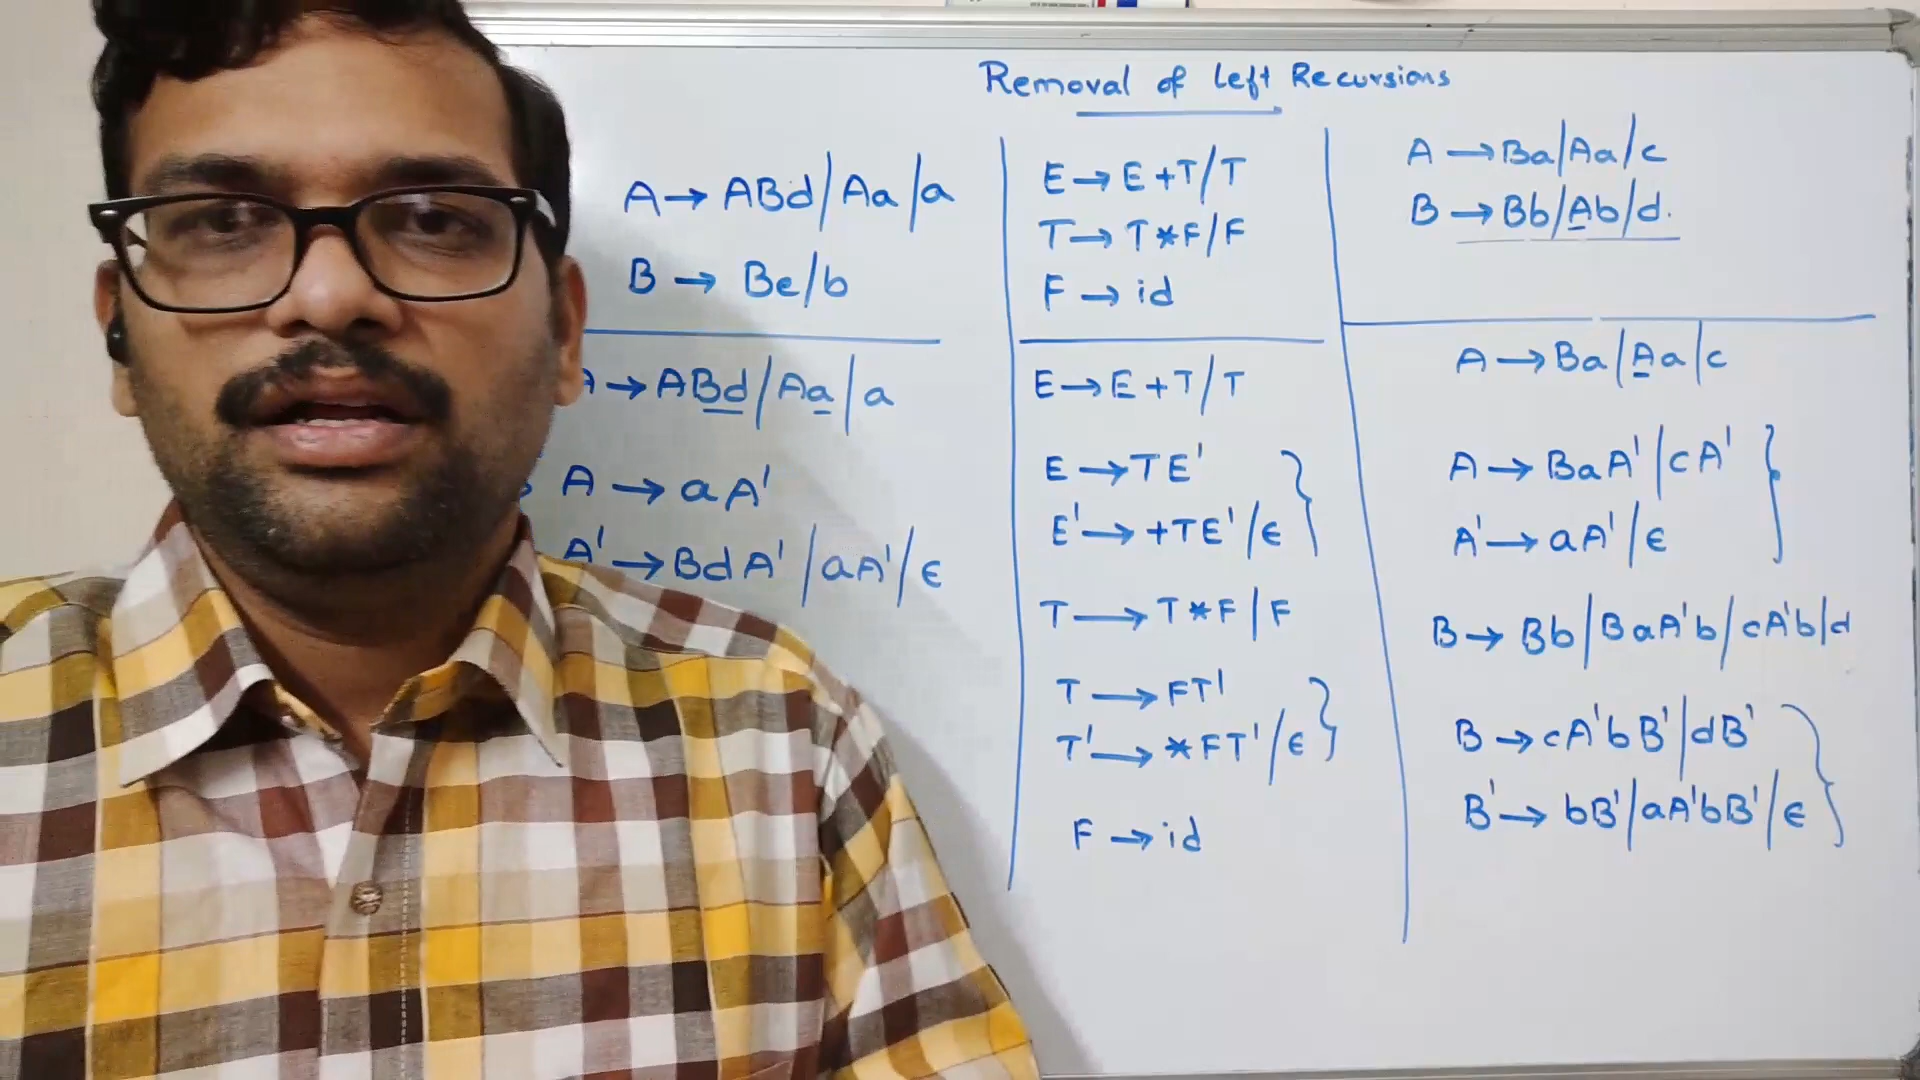 Removal of Left Recursions
A → ABd/Aa/a
B → Be/b
A → ABd/Aa/a
A → aA'
A' → BdA'/aA'/ϵ
E → E+T/T
T → T*F/F
F → id
E → E+T/T
E → TE'
E' → +TE'/ϵ
T → T*F/F
T → FT'
T' → *FT'/ϵ
F → id
A → Ba/Aa/c
B → Bb/Ab/d.
A → Ba/Aa/c
A → BaA'/cA'
A' → aA'/ϵ
B → Bb/BaA'b/cA'b/d
B → cA'bB'/dB'
B' → bB'/aA'bB'/ϵ